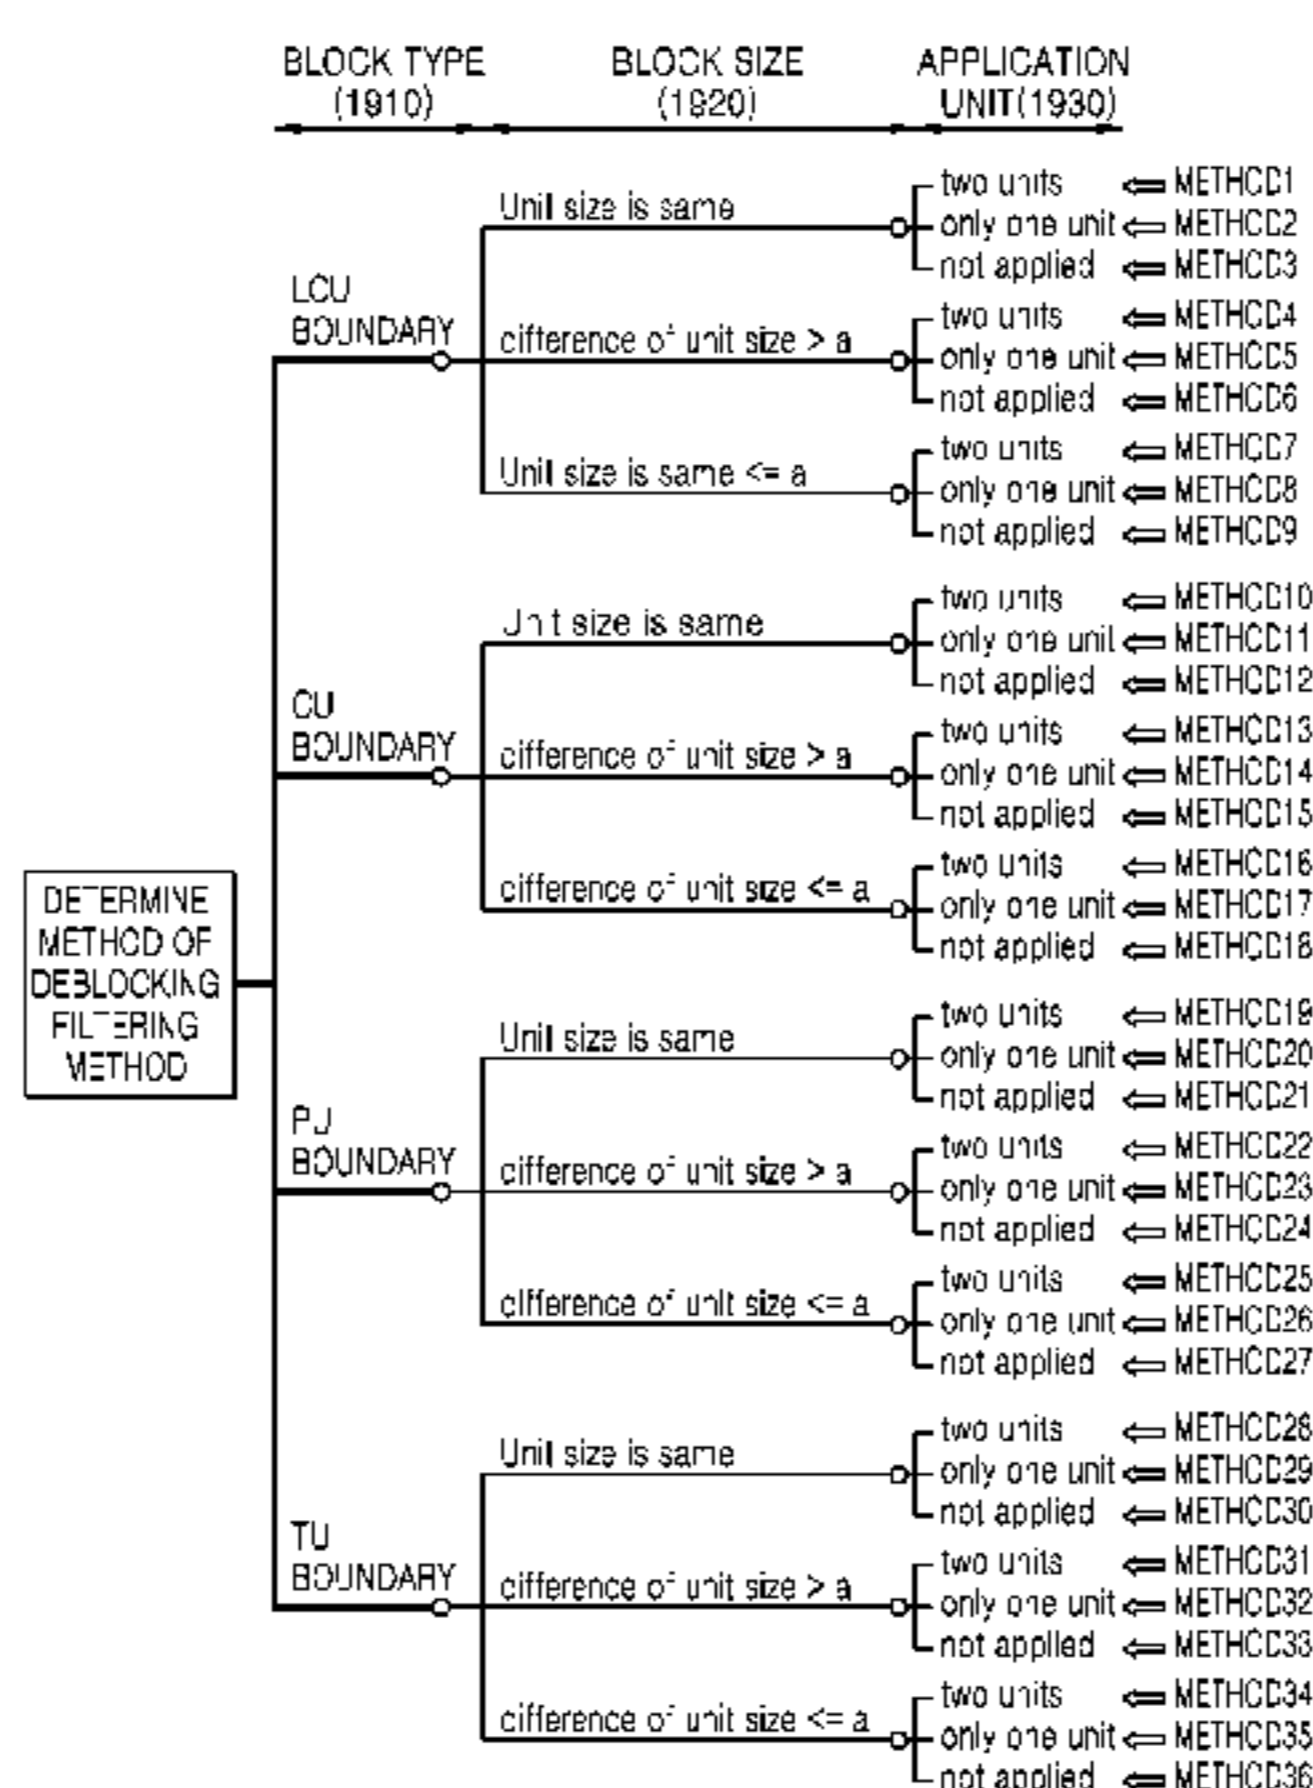 BLOCK TYPE
(1910)
BLOCK SIZE
(1920)
APPLICATION
UNIT(1930)
Unit size is same
two units
METHOD1
only one unit
METHOD2
not applied
METHOD3
LCU
BOUNDARY
difference of unit size > a
two units
METHOD4
only one unit
METHOD5
not applied
METHOD6
Unit size is same <= a
two units
METHOD7
only one unit
METHOD8
not applied
METHOD9
Unit size is same
two units
METHOD10
only one unit
METHOD11
not applied
METHOD12
CU
BOUNDARY
difference of unit size > a
two units
METHOD13
only one unit
METHOD14
not applied
METHOD15
difference of unit size <= a
two units
METHOD16
only one unit
METHOD17
not applied
METHOD18
DETERMINE
METHOD OF
DEBLOCKING
FILTERING
METHOD
Unit size is same
two units
METHOD19
only one unit
METHOD20
not applied
METHOD21
PU
BOUNDARY
difference of unit size > a
two units
METHOD22
only one unit
METHOD23
not applied
METHOD24
difference of unit size <= a
two units
METHOD25
only one unit
METHOD26
not applied
METHOD27
Unit size is same
two units
METHOD28
only one unit
METHOD29
not applied
METHOD30
TU
BOUNDARY
difference of unit size > a
two units
METHOD31
only one unit
METHOD32
not applied
METHOD33
difference of unit size <= a
two units
METHOD34
only one unit
METHOD35
not applied
METHOD36